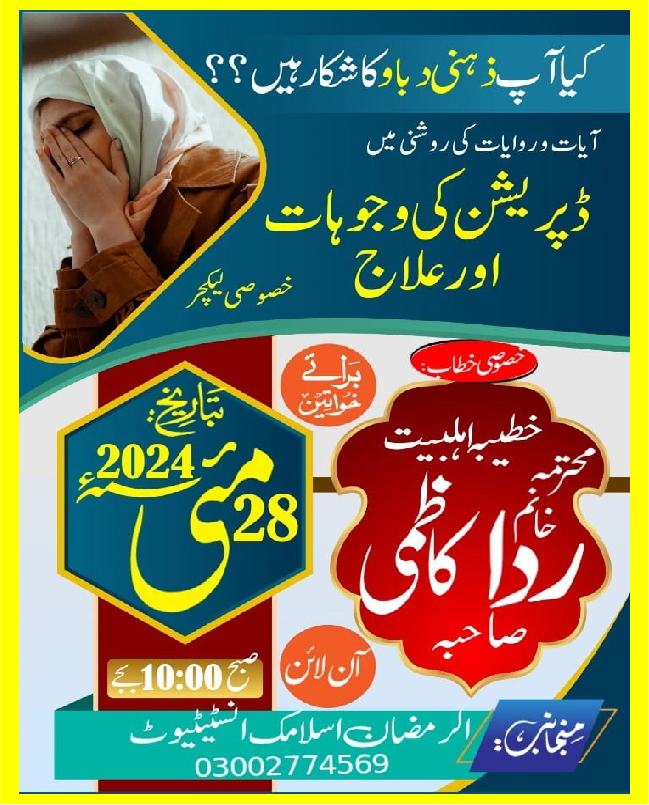 کیا آپ ذہنی دباو کا شکار ہیں ؟؟
آیات و روایات کی روشنی میں
ڈپریشن کی وجوہات
اور علاج
خصوصی لیکچر
خصوصی خطاب:
برائے
خواتین
خطیبہ اہلبیت
محترمہ
خانم
ردا کاظمی
صاحبہ
بتاریخ:
28 مئی 2024ء
آن لائن
صبح 10:00 بجے
منجانب:
الرمضان اسلامک انسٹیٹیوٹ
03002774569